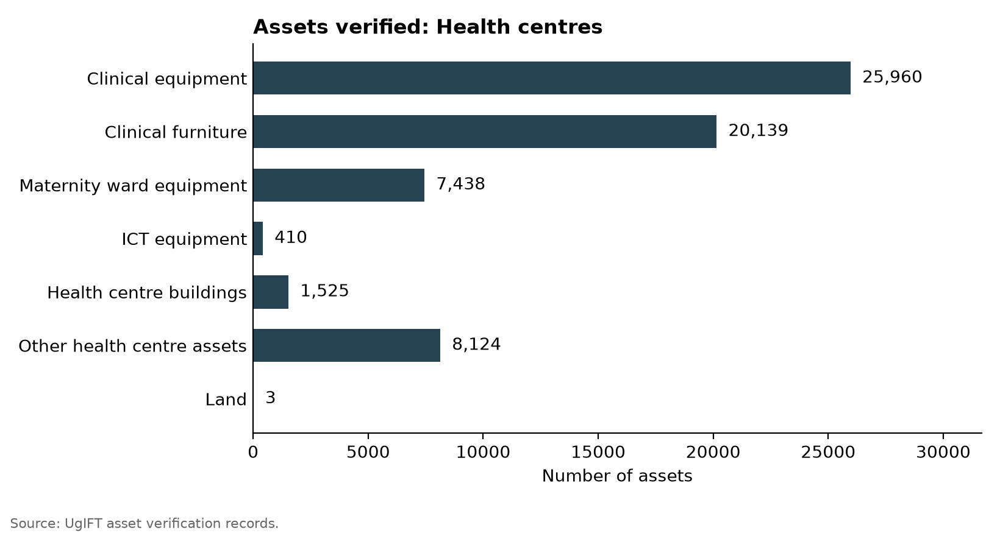 Assets verified: Health centres
Clinical equipment 25,960
Clinical furniture 20,139
Maternity ward equipment 7,438
ICT equipment 410
Health centre buildings 1,525
Other health centre assets 8,124
Land 3
0 5000 10000 15000 20000 25000 30000
Number of assets
Source: UgIFT asset verification records.